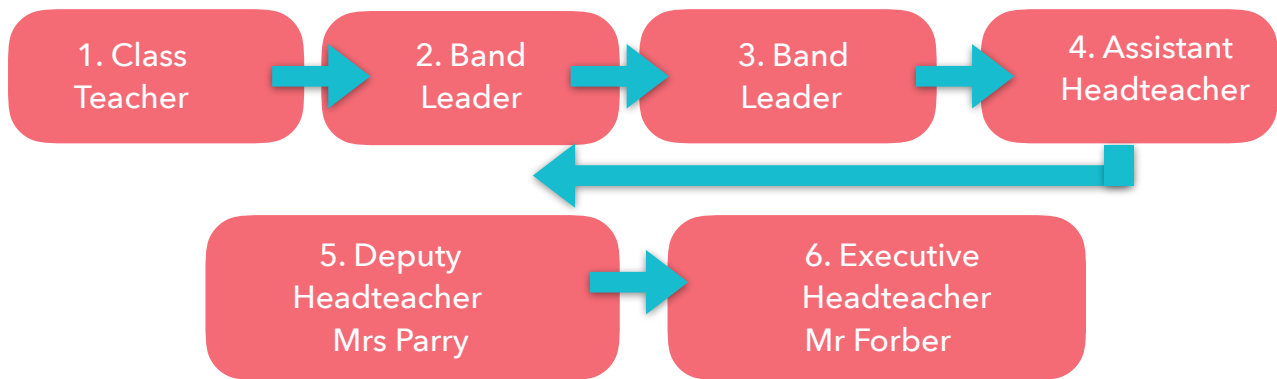 1. Class
Teacher
2. Band
Leader
3. Band
Leader
4. Assistant
Headteacher
5. Deputy
Headteacher
Mrs Parry
6. Executive
Headteacher
Mr Forber